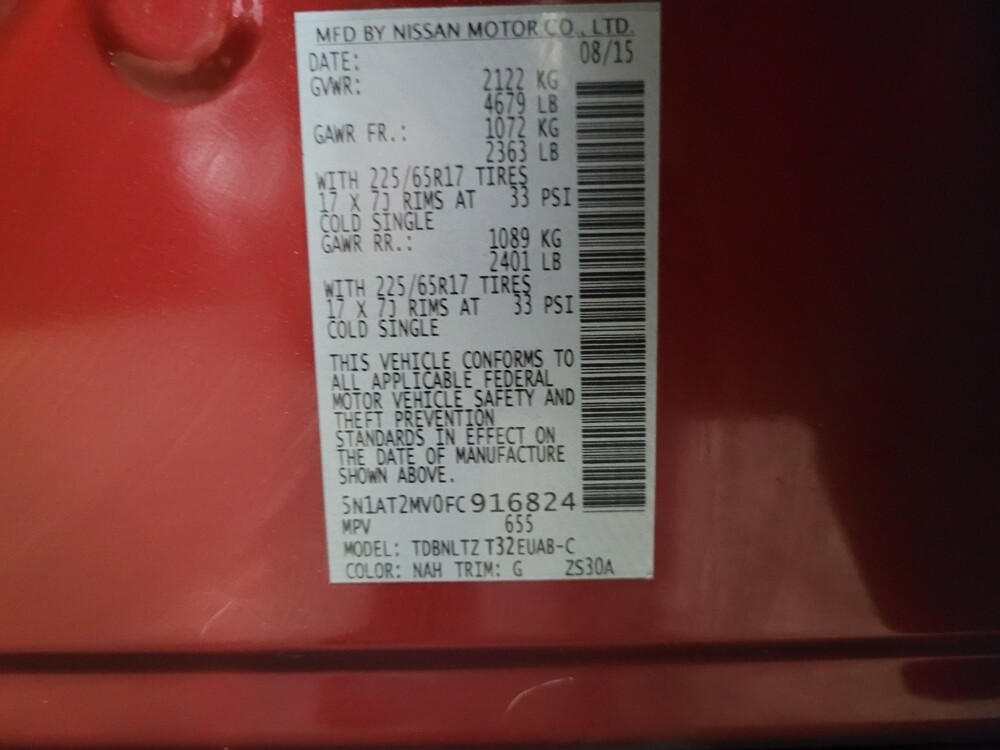 MFD BY NISSAN MOTOR CO., LTD.
DATE: 08/15
GVWR: 2122 KG
4679 LB
GAWR FR.: 1072 KG
2363 LB
WITH 225/65R17 TIRES
17 X 7J RIMS AT 33 PSI
COLD SINGLE
GAWR RR.: 1089 KG
2401 LB
WITH 225/65R17 TIRES
17 X 7J RIMS AT 33 PSI
COLD SINGLE
THIS VEHICLE CONFORMS TO
ALL APPLICABLE FEDERAL
MOTOR VEHICLE SAFETY AND
THEFT PREVENTION
STANDARDS IN EFFECT ON
THE DATE OF MANUFACTURE
SHOWN ABOVE.
5N1AT2MV0FC916824
MPV 655
MODEL: TDBNLTZ T32EUAB-C
COLOR: NAH TRIM: G ZS30A